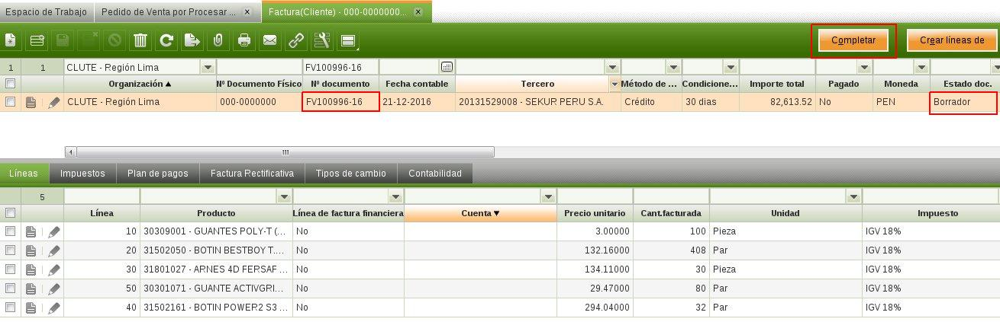 Espacio de Trabajo Pedido de Venta por Procesar ... x Factura(Cliente) - 000-0000000... x
Completar Crear líneas de
1 1 CLUTE - Región Lima FV100996-16
Organización Nº Documento Físico Nº documento Fecha contable Tercero Método de ... Condicione... Importe total Pagado Moneda Estado doc.
CLUTE - Región Lima 000-0000000 FV100996-16 21-12-2016 20131529008 - SEKUR PERU S.A. Crédito 30 dias 82,613.52 No PEN Borrador
Líneas Impuestos Plan de pagos Factura Rectificativa Tipos de cambio Contabilidad
5
Línea Producto Línea de factura financiera Cuenta Precio unitario Cant.facturada Unidad Impuesto
10 30309001 - GUANTES POLY-T (... No 3.00000 100 Pieza IGV 18%
20 31502050 - BOTIN BESTBOY T.... No 132.16000 408 Par IGV 18%
30 31801027 - ARNES 4D FERSAF ... No 134.11000 30 Pieza IGV 18%
50 30301071 - GUANTE ACTIVGRI... No 29.47000 80 Par IGV 18%
40 31502161 - BOTIN POWER2 S3 ... No 294.04000 32 Par IGV 18%